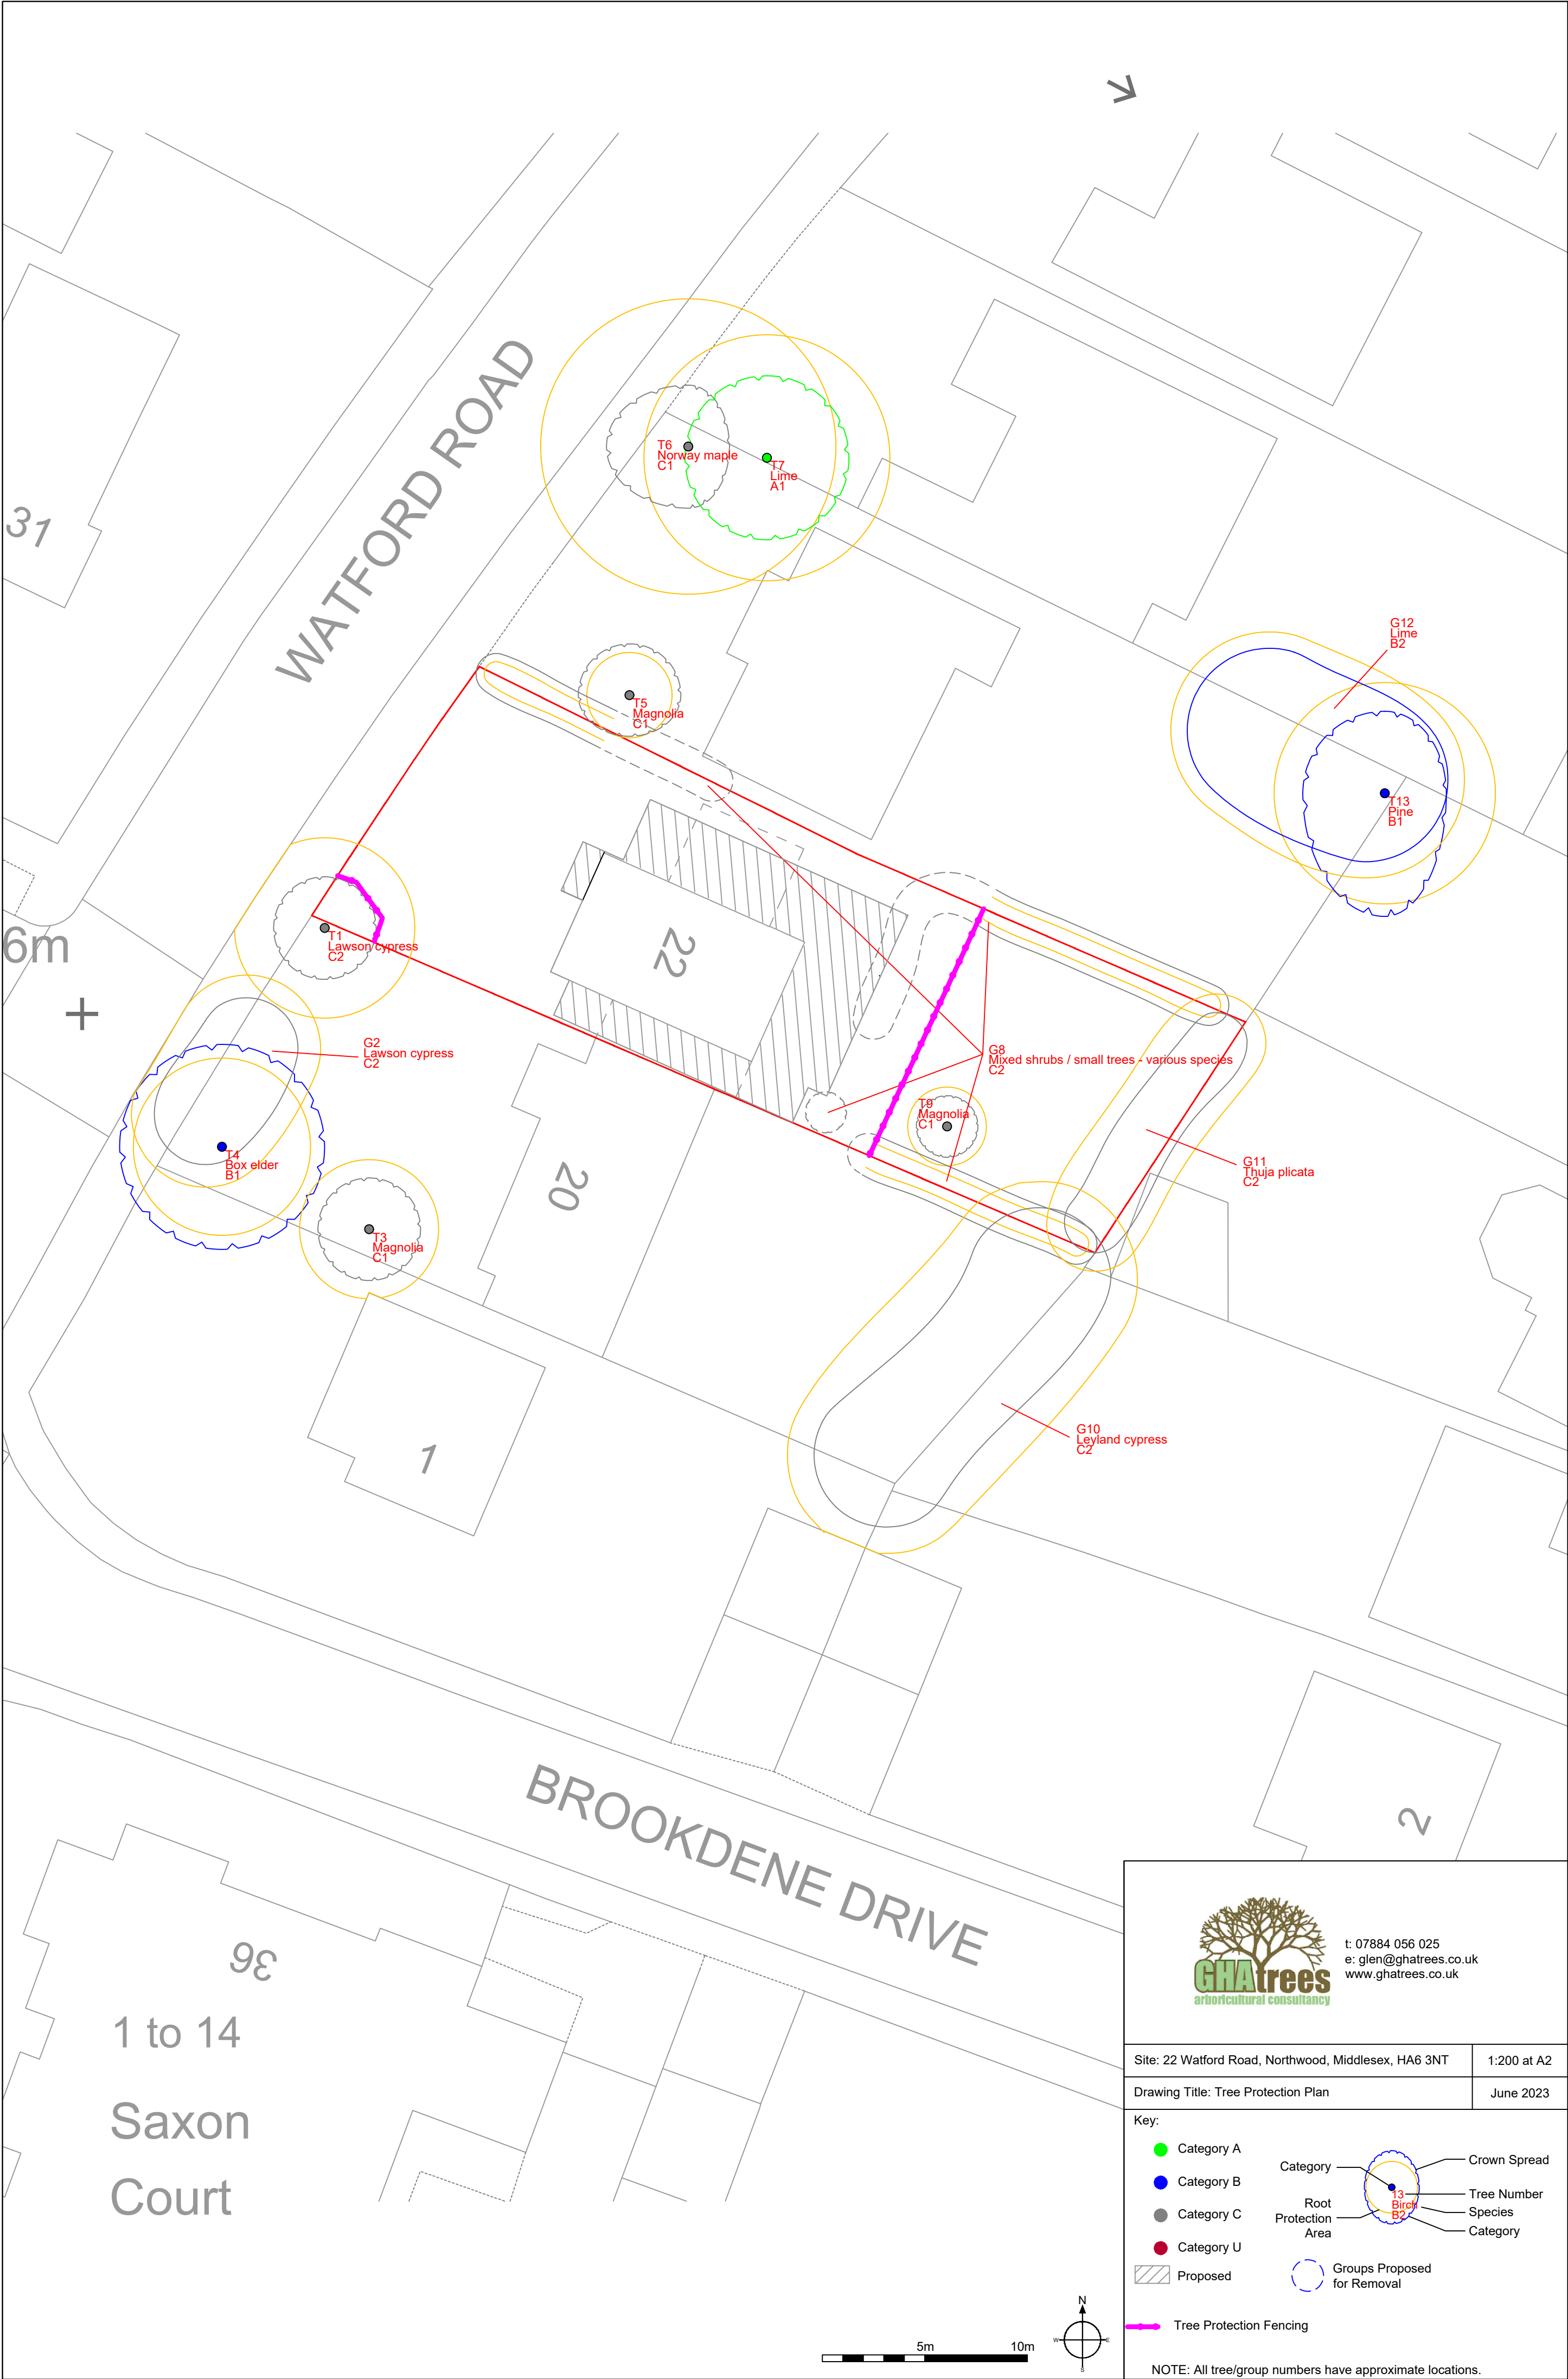 WATFORD ROAD
31
T6
Norway maple
C1
T7
Lime
A1
G12
Lime
B2
T5
Magnolia
C1
T13
Pine
B1
6m
T1
Lawson cypress
C2
22
G2
Lawson cypress
C2
G8
Mixed shrubs / small trees - various species
C2
T9
Magnolia
C1
T4
Box elder
B1
20
G11
Thuja plicata
C2
T3
Magnolia
C1
1
G10
Leyland cypress
C2
BROOKDENE DRIVE
2
36
1 to 14
Saxon
Court
GHAtrees
arboricultural consultancy
t: 07884 056 025
e: glen@ghatrees.co.uk
www.ghatrees.co.uk
Site: 22 Watford Road, Northwood, Middlesex, HA6 3NT
1:200 at A2
Drawing Title: Tree Protection Plan
June 2023
Key:
Category A
Category B
Category C
Category U
Proposed
Category
Root
Protection
Area
13
Birch
B2
Crown Spread
Tree Number
Species
Category
Groups Proposed
for Removal
Tree Protection Fencing
NOTE: All tree/group numbers have approximate locations.
5m
10m
N
W
E
S